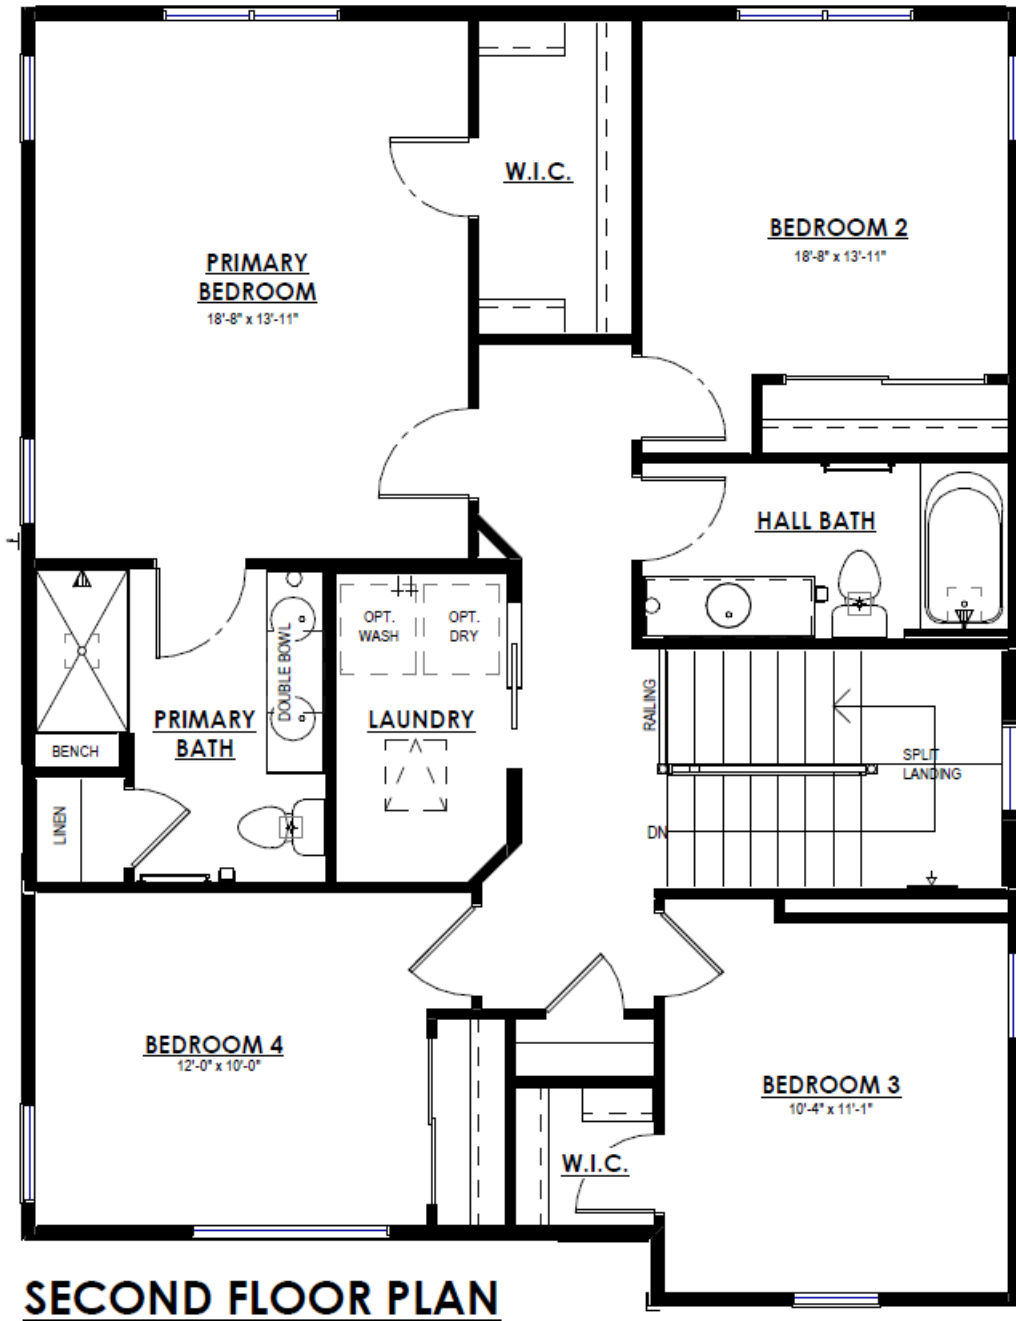 W.I.C.
BEDROOM 2
18'-8" x 13'-11"
PRIMARY
BEDROOM
18'-8" x 13'-11"
HALL BATH
OPT.
WASH
OPT.
DRY
DOUBLE BOWL
PRIMARY
BATH
LAUNDRY
RAILING
BENCH
SPLIT
LANDING
LINEN
DN
BEDROOM 4
12'-0" x 10'-0"
BEDROOM 3
10'-4" x 11'-1"
W.I.C.
SECOND FLOOR PLAN